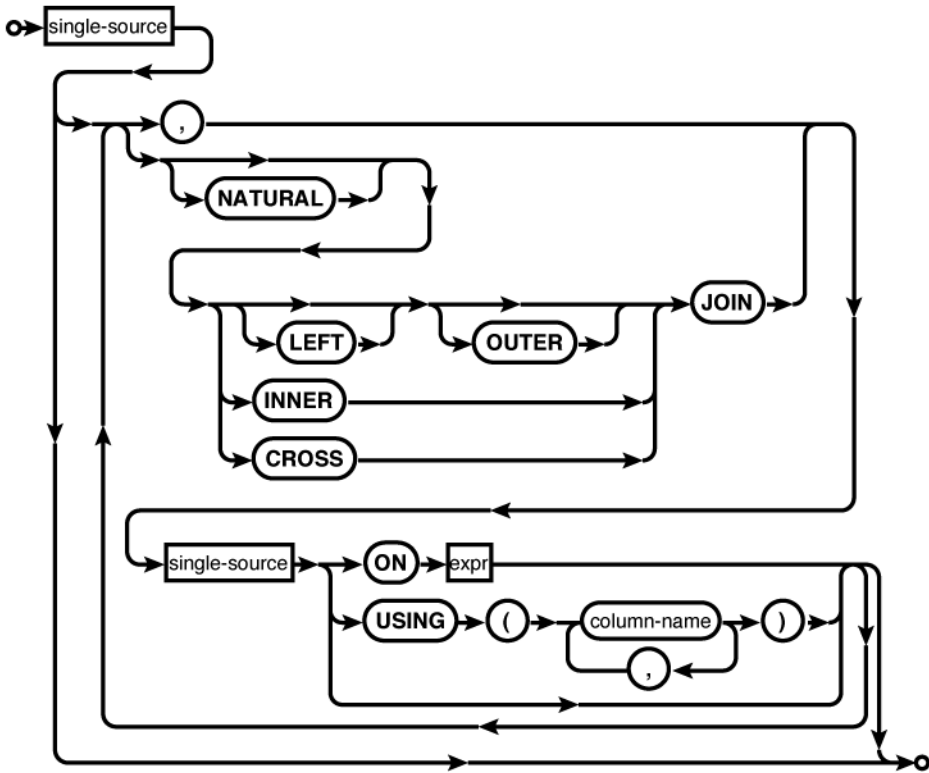 single-source
,
NATURAL
JOIN
LEFT
OUTER
INNER
CROSS
single-source
ON
expr
USING
(
column-name
)
,